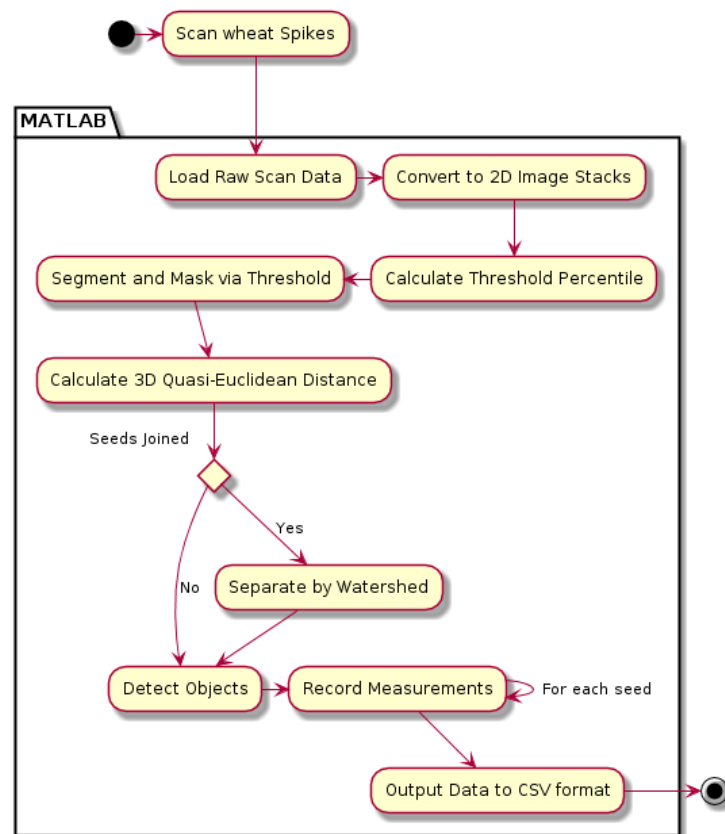 Scan wheat Spikes
MATLAB
Load Raw Scan Data
Convert to 2D Image Stacks
Segment and Mask via Threshold
Calculate Threshold Percentile
Calculate 3D Quasi-Euclidean Distance
Seeds Joined
Yes
No
Separate by Watershed
Detect Objects
Record Measurements
For each seed
Output Data to CSV format